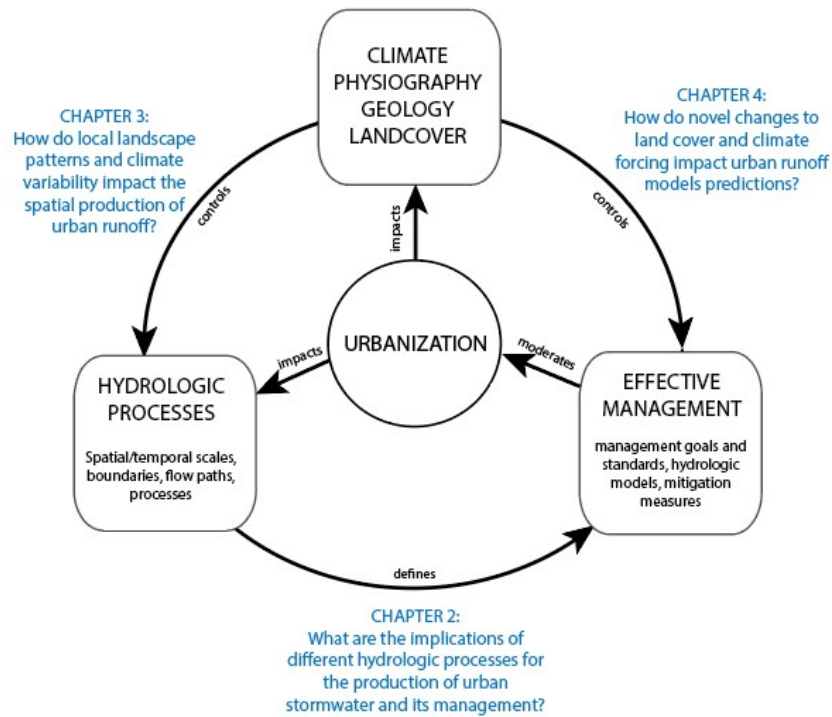 CLIMATE
PHYSIOGRAPHY
GEOLOGY
LANDCOVER
CHAPTER 3:
How do local landscape
patterns and climate
variability impact the
spatial production of
urban runoff?
CHAPTER 4:
How do novel changes to
land cover and climate
forcing impact urban runoff
models predictions?
controls
impacts
controls
URBANIZATION
impacts
moderates
HYDROLOGIC
PROCESSES
Spatial/temporal scales,
boundaries, flow paths,
processes
EFFECTIVE
MANAGEMENT
management goals and
standards, hydrologic
models, mitigation
measures
defines
CHAPTER 2:
What are the implications of
different hydrologic processes for
the production of urban
stormwater and its management?